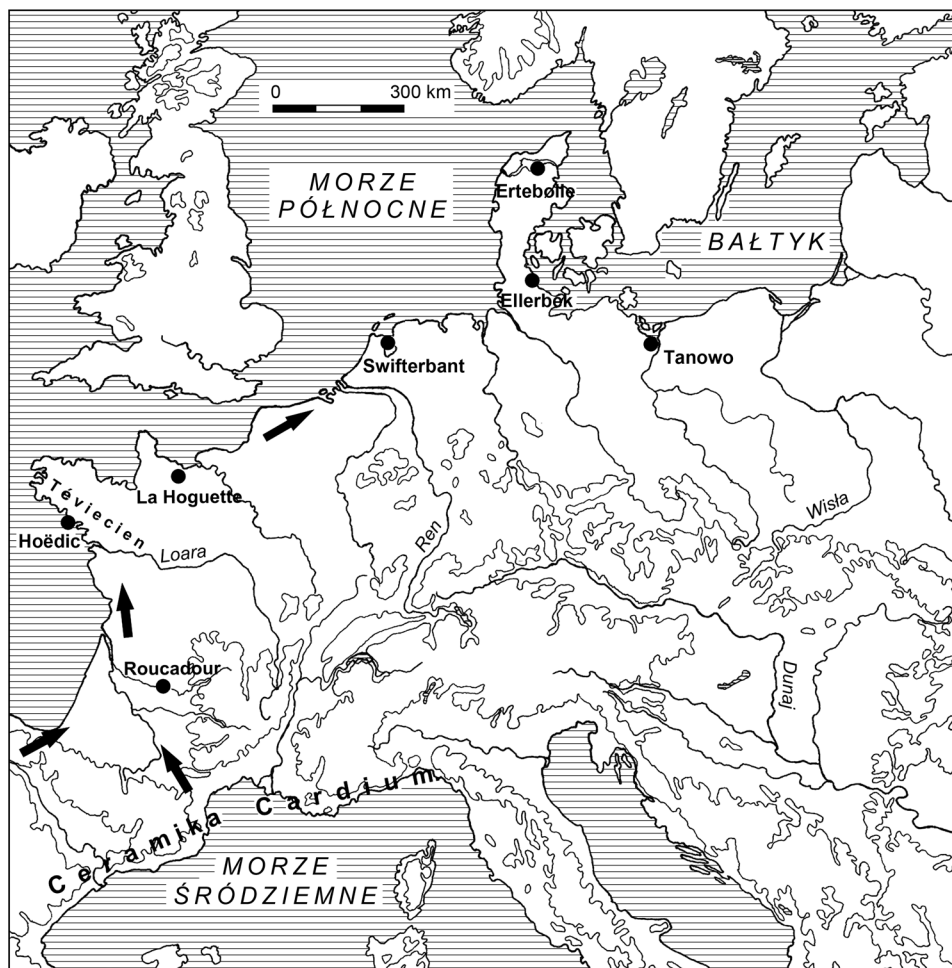 0 300 km
MORZE
PÓŁNOCNE
Ertebølle
BAŁTYK
Ellerbek
Swifterbant
Tanowo
La Hoguette
Téviecien
Hoëdic
Loara
Ren
Wisła
Roucadour
Dunaj
Ceramika Cardium
MORZE
ŚRÓDZIEMNE